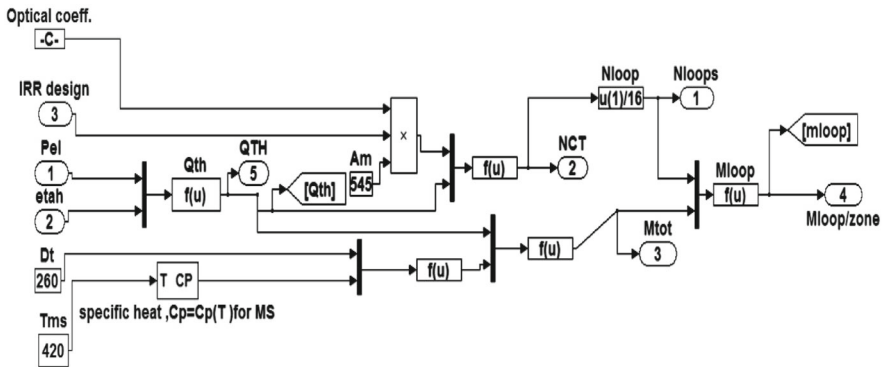 Optical coeff.
-C-
IRR design
3
Pel
1
etah
2
Qth
f(u)
QTH
5
[Qth]
Am
545
×
f(u)
NCT
2
Nloop
u(1)/16
Nloops
1
[mloop]
Mloop
f(u)
4
Mloop/zone
Mtot
3
f(u)
f(u)
Dt
260
T CP
specific heat ,Cp=Cp(T )for MS
Tms
420